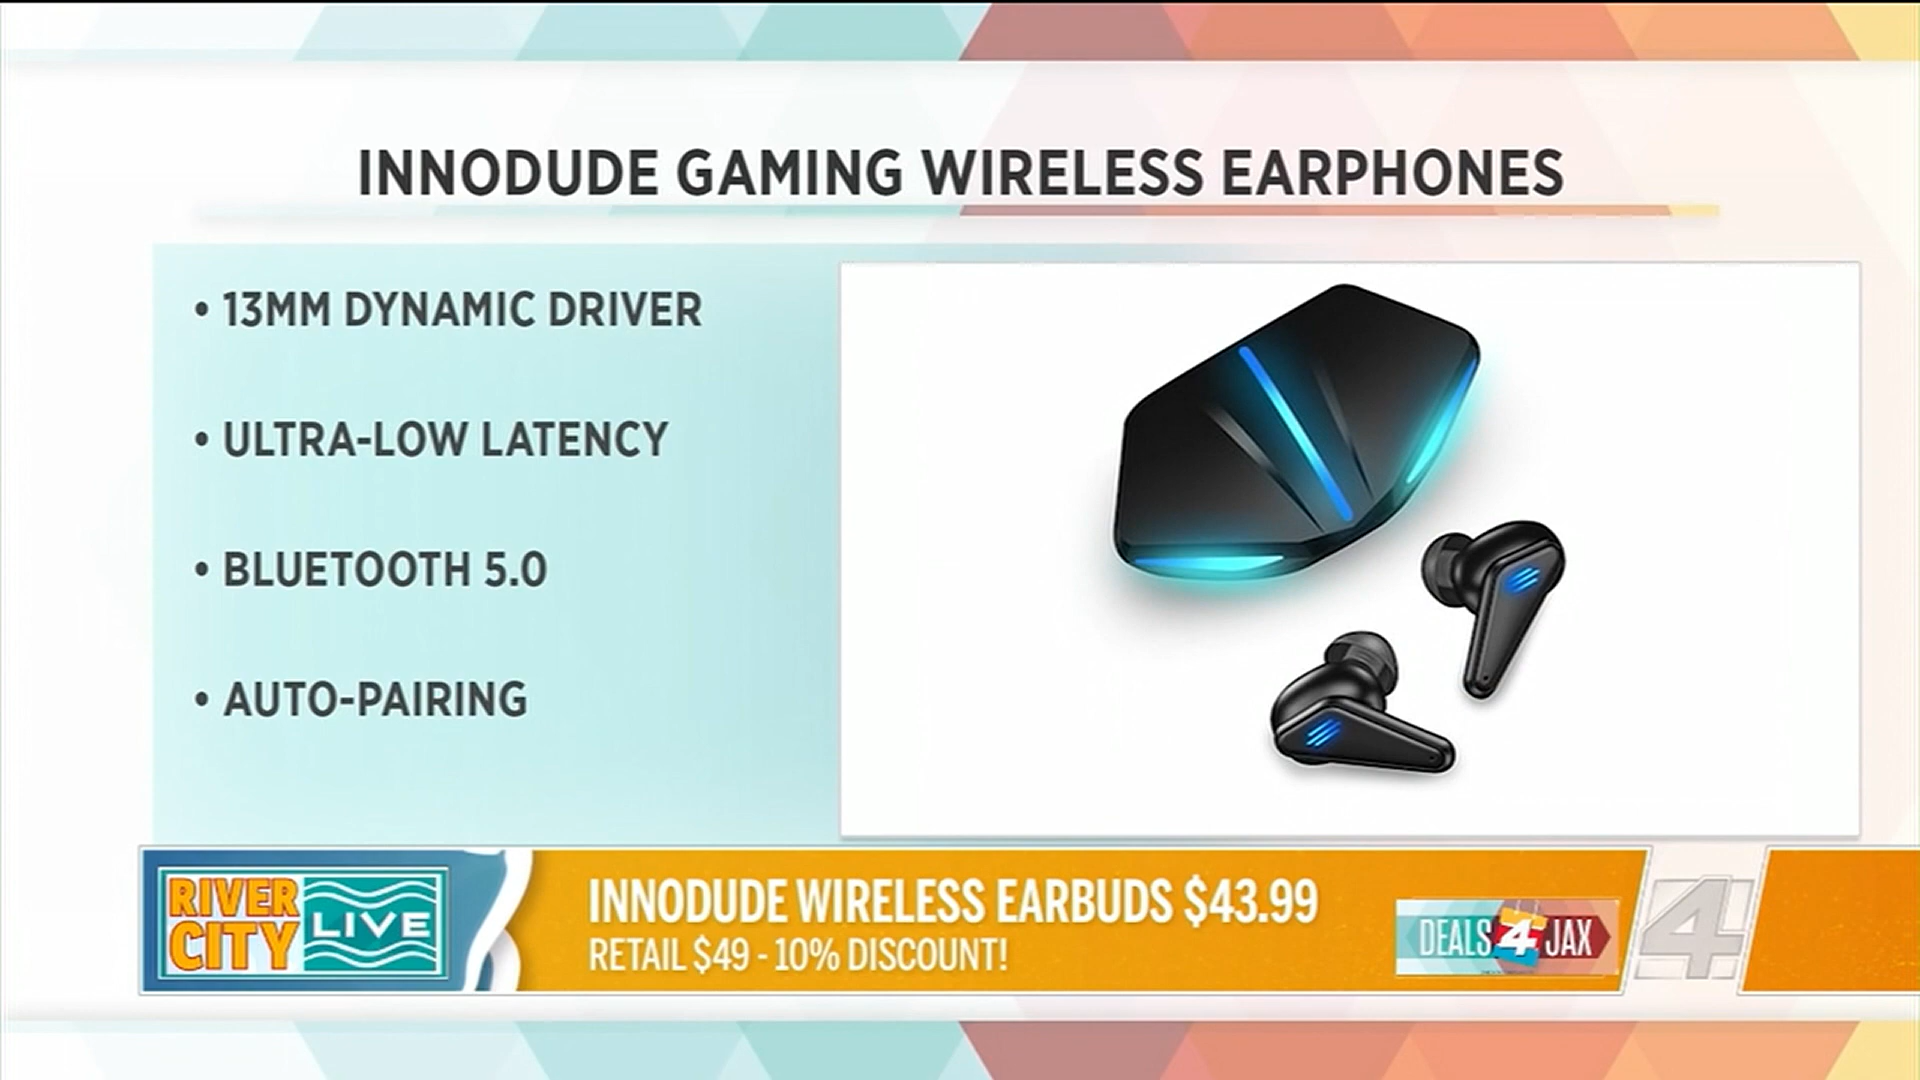 INNODUDE GAMING WIRELESS EARPHONES
• 13MM DYNAMIC DRIVER
• ULTRA-LOW LATENCY
• BLUETOOTH 5.0
• AUTO-PAIRING
RIVER
CITY
LIVE
INNODUDE WIRELESS EARBUDS $43.99
RETAIL $49 - 10% DISCOUNT!
DEALS 4 JAX
4